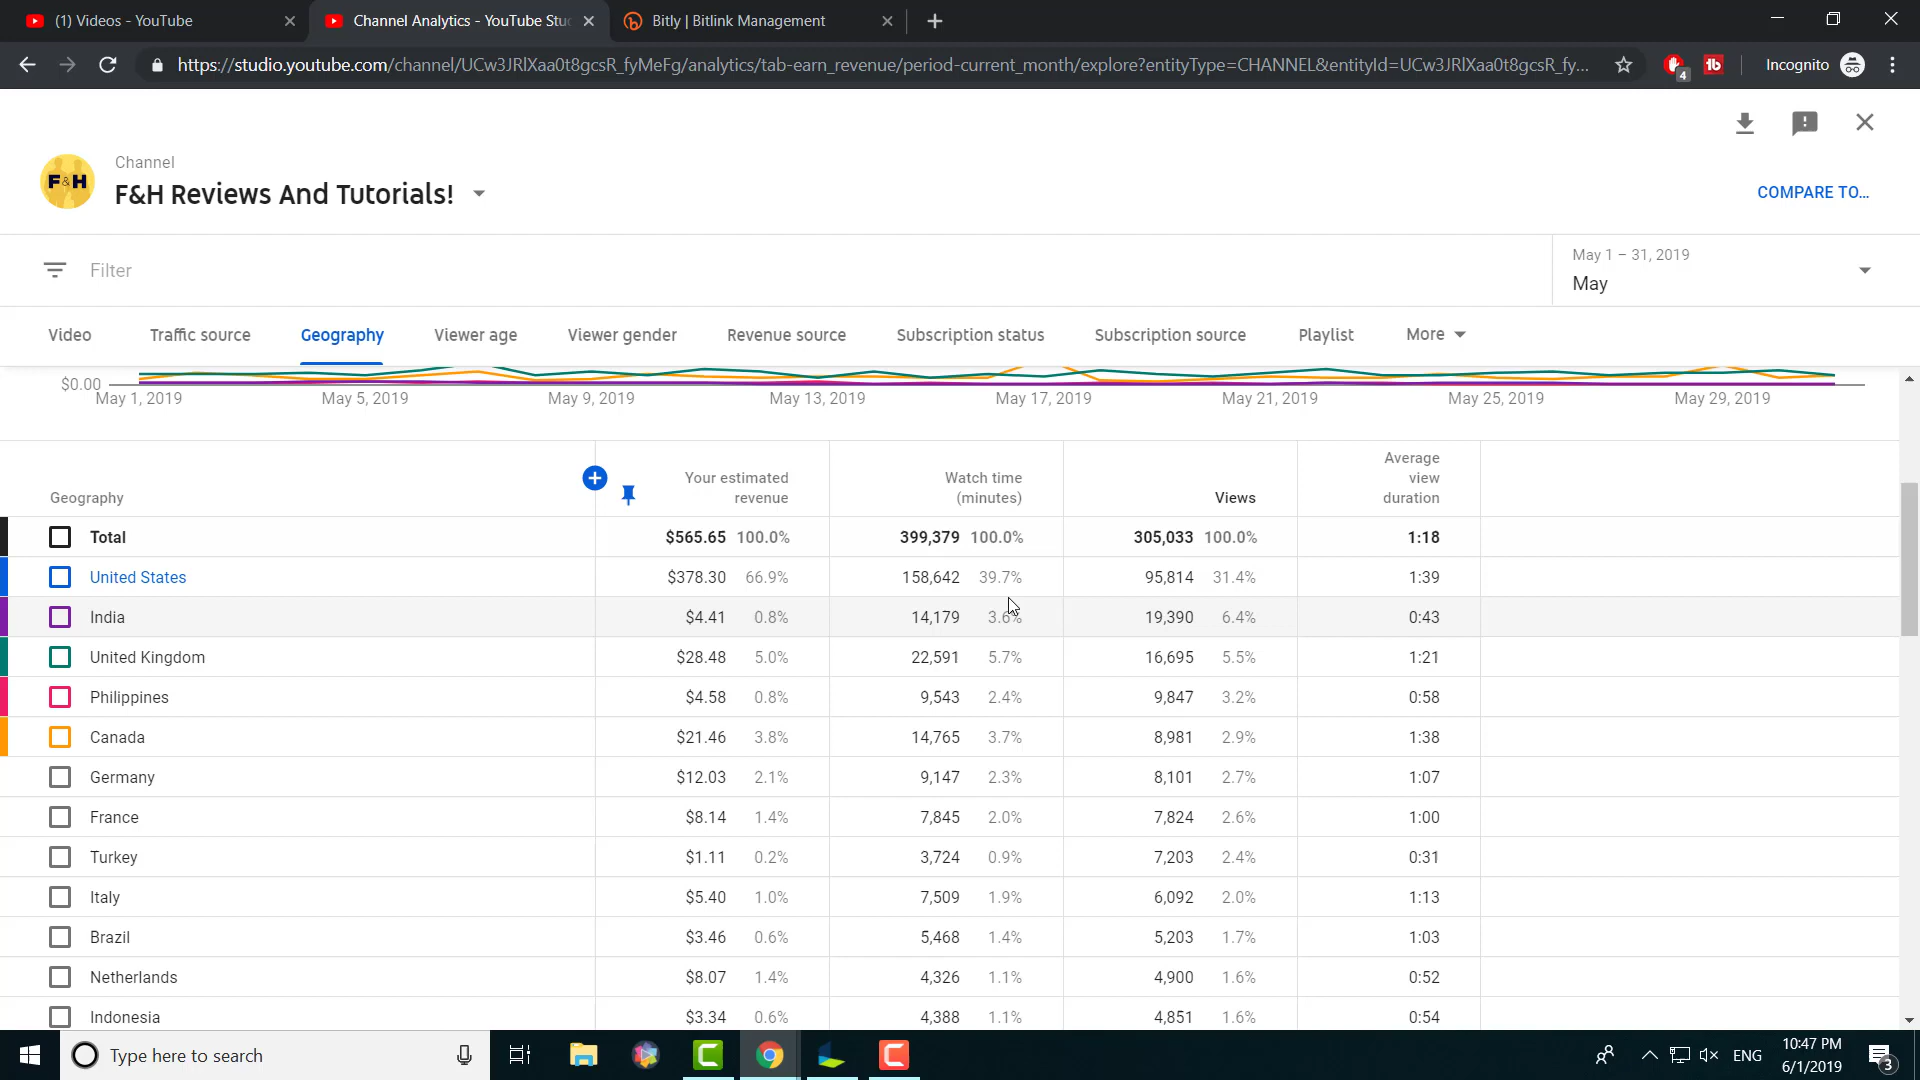 (1) Videos - YouTube
Channel Analytics - YouTube Stu
Bitly | Bitlink Management
https://studio.youtube.com/channel/UCw3JRlXaa0t8gcsR_fyMeFg/analytics/tab-earn_revenue/period-current_month/explore?entityType=CHANNEL&entityId=UCw3JRlXaa0t8gcsR_fy...
4
tb
Incognito
F&H
Channel
F&H Reviews And Tutorials!
COMPARE TO...
Filter
May 1 – 31, 2019
May
Video Traffic source Geography Viewer age Viewer gender Revenue source Subscription status Subscription source Playlist More
$0.00
May 1, 2019 May 5, 2019 May 9, 2019 May 13, 2019 May 17, 2019 May 21, 2019 May 25, 2019 May 29, 2019
Geography Your estimated revenue Watch time (minutes) Views Average view duration
Total $565.65 100.0% 399,379 100.0% 305,033 100.0% 1:18
United States $378.30 66.9% 158,642 39.7% 95,814 31.4% 1:39
India $4.41 0.8% 14,179 3.6% 19,390 6.4% 0:43
United Kingdom $28.48 5.0% 22,591 5.7% 16,695 5.5% 1:21
Philippines $4.58 0.8% 9,543 2.4% 9,847 3.2% 0:58
Canada $21.46 3.8% 14,765 3.7% 8,981 2.9% 1:38
Germany $12.03 2.1% 9,147 2.3% 8,101 2.7% 1:07
France $8.14 1.4% 7,845 2.0% 7,824 2.6% 1:00
Turkey $1.11 0.2% 3,724 0.9% 7,203 2.4% 0:31
Italy $5.40 1.0% 7,509 1.9% 6,092 2.0% 1:13
Brazil $3.46 0.6% 5,468 1.4% 5,203 1.7% 1:03
Netherlands $8.07 1.4% 4,326 1.1% 4,900 1.6% 0:52
Indonesia $3.34 0.6% 4,388 1.1% 4,851 1.6% 0:54
Type here to search
ENG
10:47 PM
6/1/2019
3